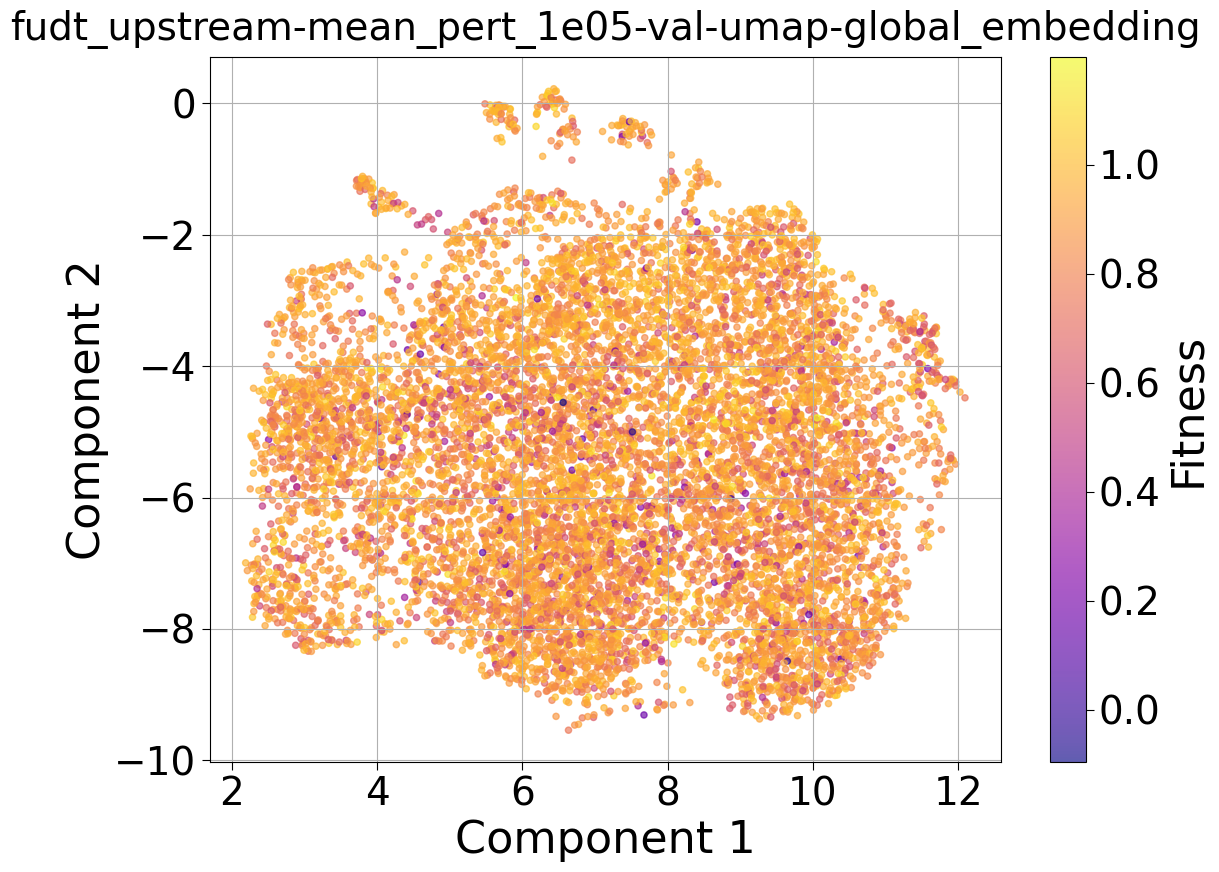 fudt_upstream-mean_pert_1e05-val-umap-global_embedding
0
−2
−4
−6
−8
−10
Component 2
2 4 6 8 10 12
Component 1
1.0
0.8
0.6
0.4
0.2
0.0
Fitness